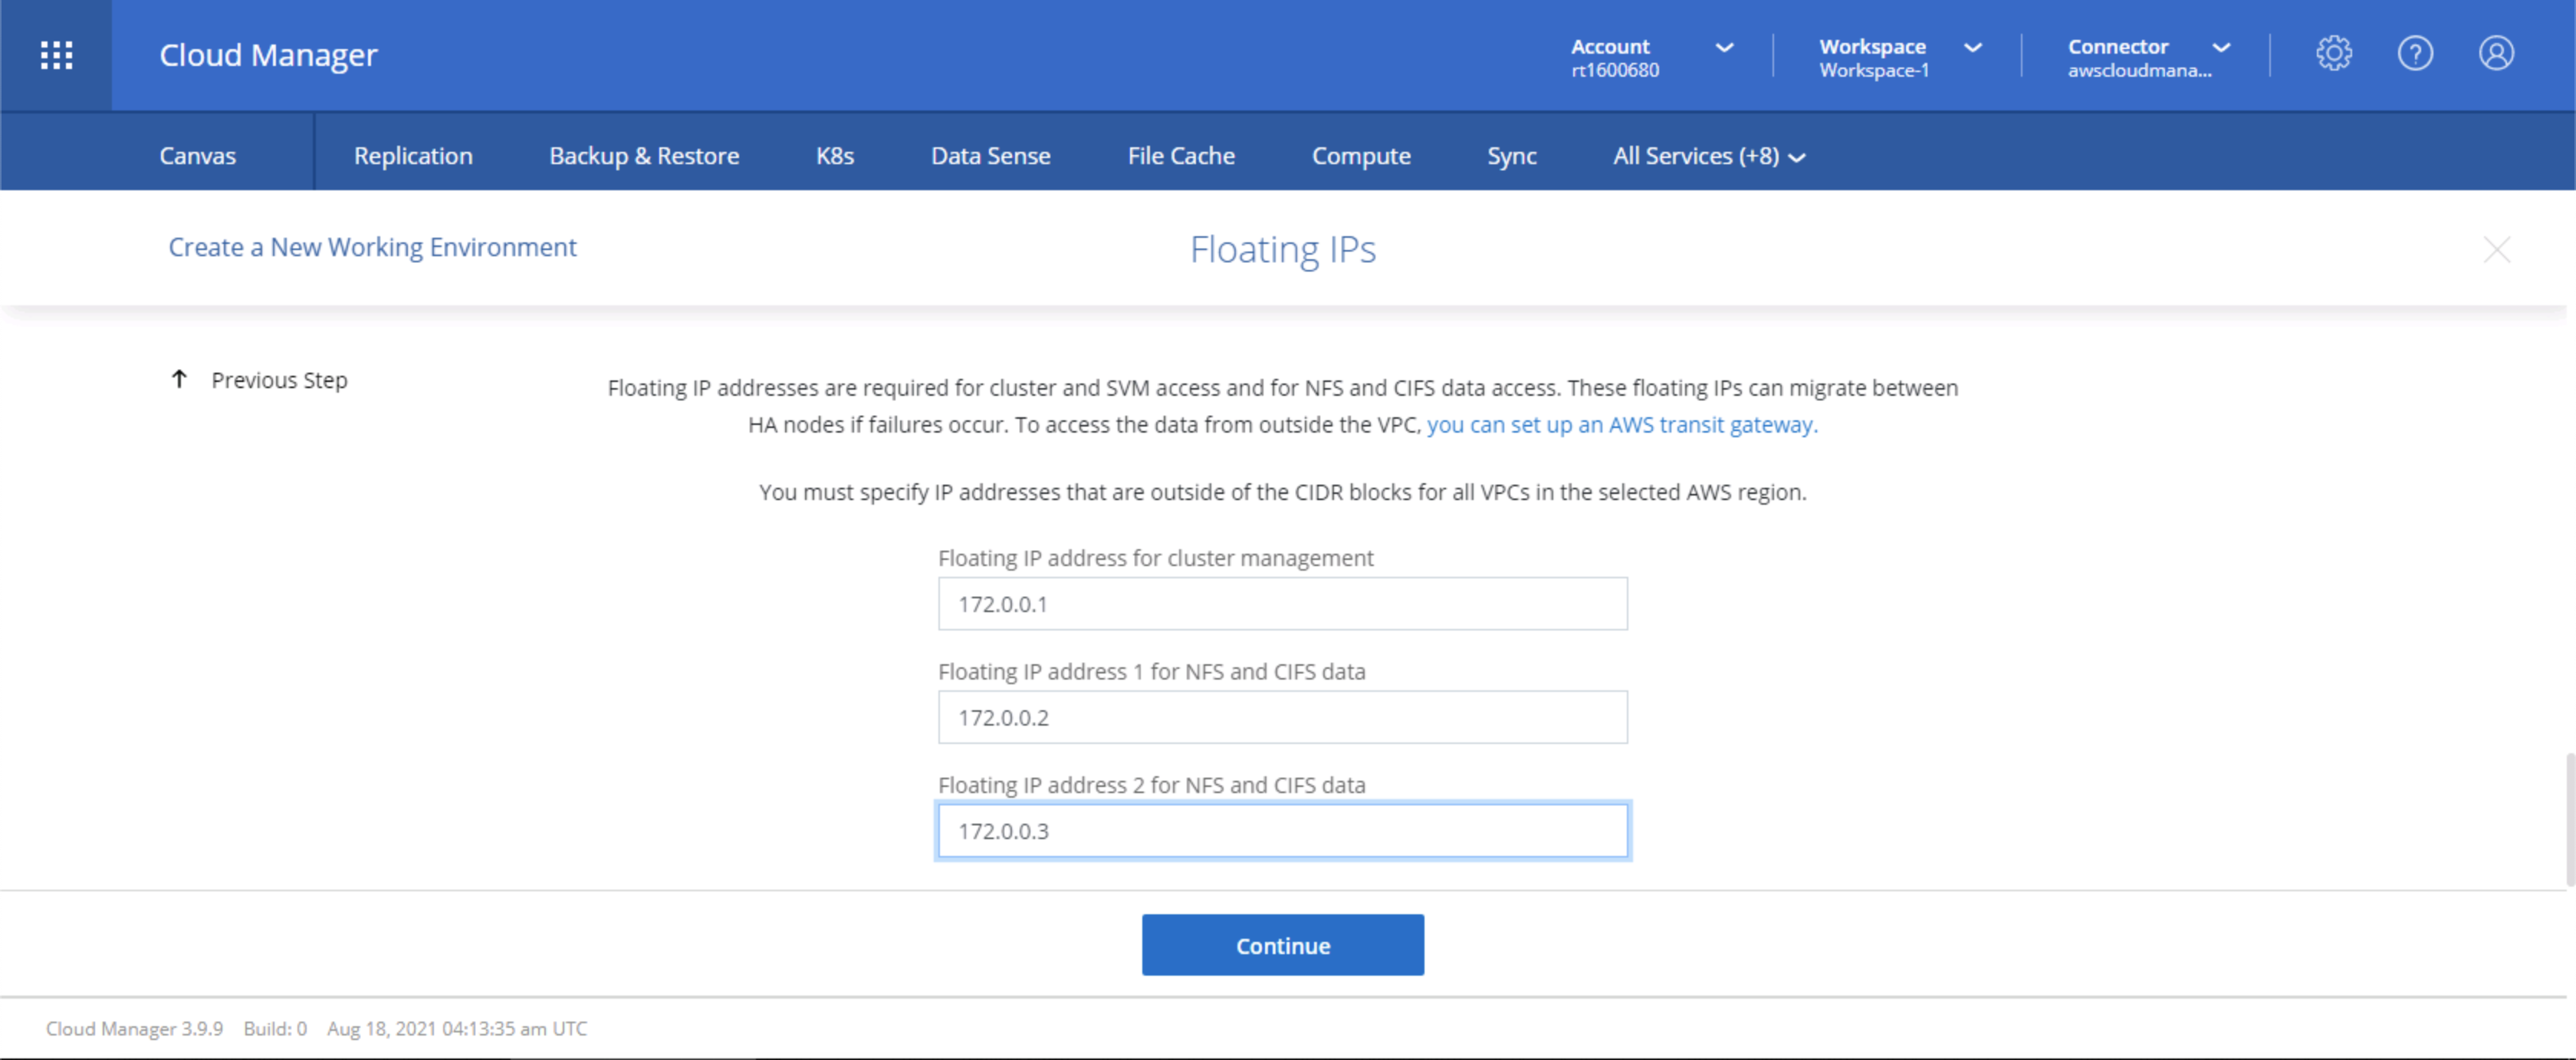 Cloud Manager
Account
rt1600680
Workspace
Workspace-1
Connector
awscloudmana...
Canvas
Replication
Backup & Restore
K8s
Data Sense
File Cache
Compute
Sync
All Services (+8)
Create a New Working Environment
Floating IPs
Previous Step
Floating IP addresses are required for cluster and SVM access and for NFS and CIFS data access. These floating IPs can migrate between
HA nodes if failures occur. To access the data from outside the VPC, you can set up an AWS transit gateway.
You must specify IP addresses that are outside of the CIDR blocks for all VPCs in the selected AWS region.
Floating IP address for cluster management
172.0.0.1
Floating IP address 1 for NFS and CIFS data
172.0.0.2
Floating IP address 2 for NFS and CIFS data
172.0.0.3
Continue
Cloud Manager 3.9.9 Build: 0 Aug 18, 2021 04:13:35 am UTC